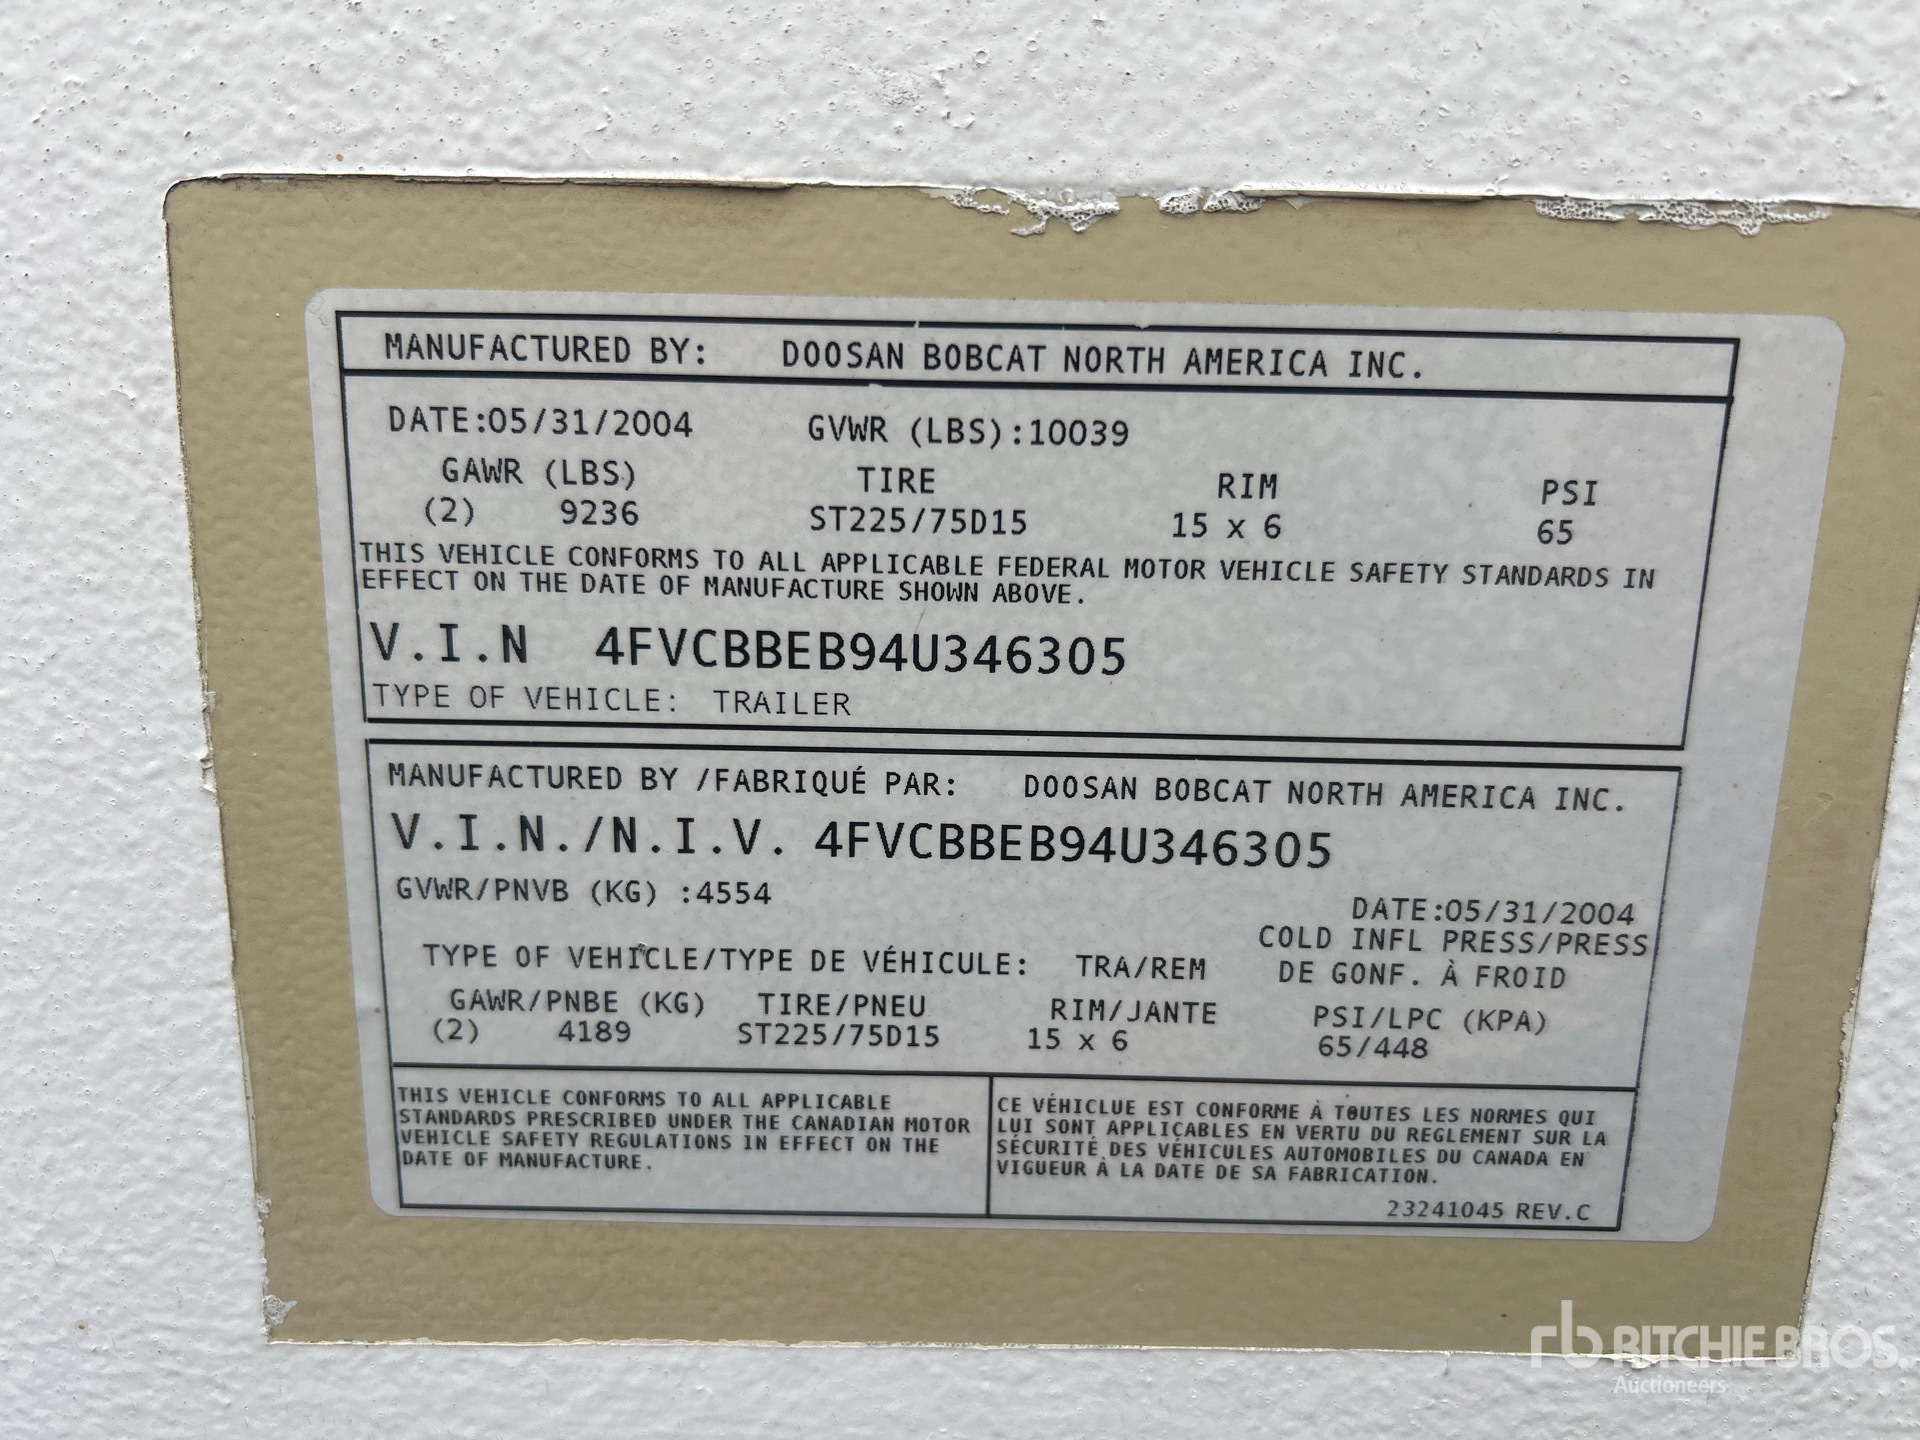 MANUFACTURED BY: DOOSAN BOBCAT NORTH AMERICA INC.
DATE:05/31/2004 GVWR (LBS):10039
GAWR (LBS) TIRE RIM PSI
(2) 9236 ST225/75D15 15 x 6 65
THIS VEHICLE CONFORMS TO ALL APPLICABLE FEDERAL MOTOR VEHICLE SAFETY STANDARDS IN
EFFECT ON THE DATE OF MANUFACTURE SHOWN ABOVE.
V.I.N 4FVCBBEB94U346305
TYPE OF VEHICLE: TRAILER
MANUFACTURED BY /FABRIQUÉ PAR: DOOSAN BOBCAT NORTH AMERICA INC.
V.I.N./N.I.V. 4FVCBBEB94U346305
GVWR/PNVB (KG) :4554
DATE:05/31/2004
COLD INFL PRESS/PRESS
TYPE OF VEHICLE/TYPE DE VÉHICULE: TRA/REM DE GONF. À FROID
GAWR/PNBE (KG) TIRE/PNEU RIM/JANTE PSI/LPC (KPA)
(2) 4189 ST225/75D15 15 x 6 65/448
THIS VEHICLE CONFORMS TO ALL APPLICABLE
STANDARDS PRESCRIBED UNDER THE CANADIAN MOTOR
VEHICLE SAFETY REGULATIONS IN EFFECT ON THE
DATE OF MANUFACTURE.
CE VÉHICLUE EST CONFORME À TOUTES LES NORMES QUI
LUI SONT APPLICABLES EN VERTU DU REGLEMENT SUR LA
SÉCURITÉ DES VÉHICULES AUTOMOBILES DU CANADA EN
VIGUEUR À LA DATE DE SA FABRICATION.
23241045 REV.C
rb RITCHIE BROS.
Auctioneers